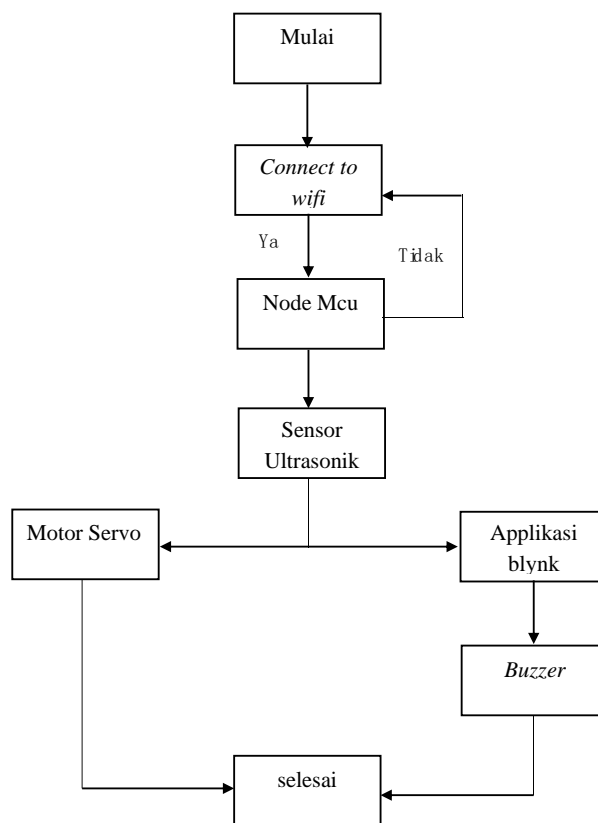 Mulai
Connect to
wifi
Ya
Tidak
Node Mcu
Sensor
Ultrasonik
Motor Servo
Applikasi
blynk
Buzzer
selesai